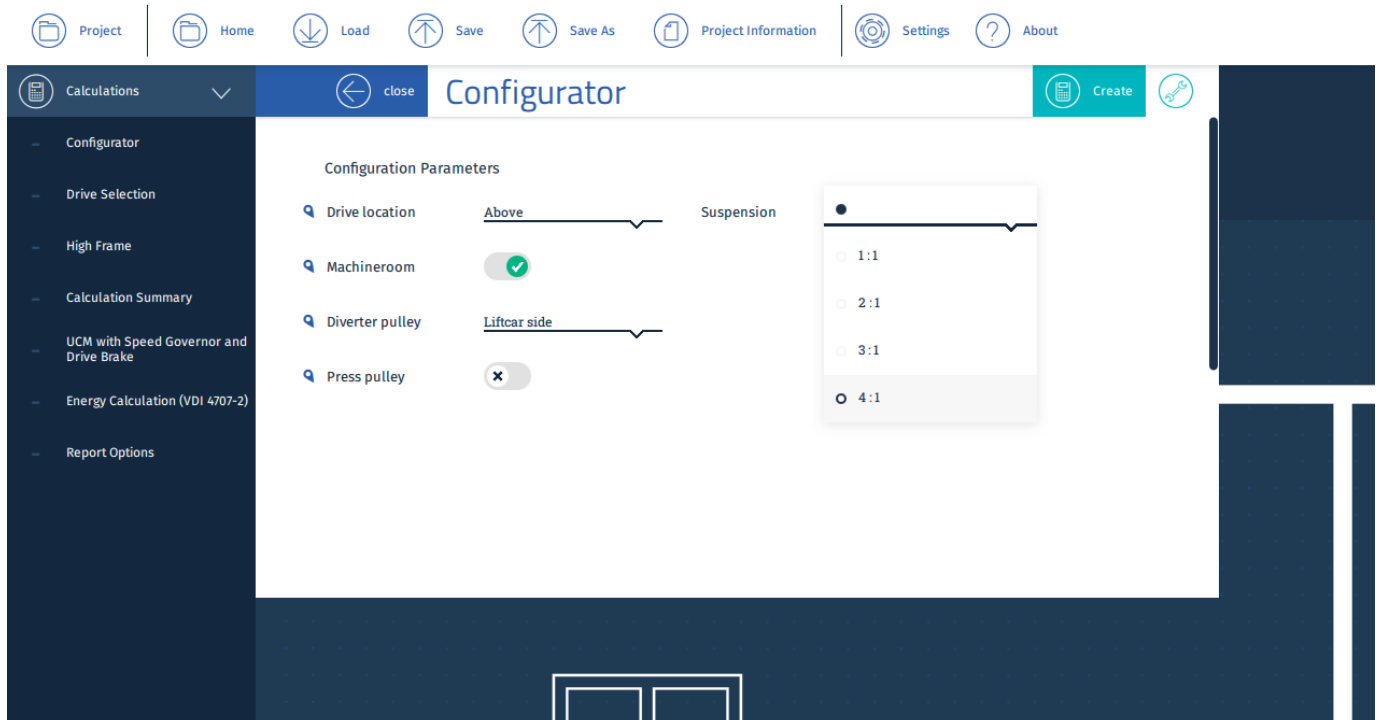 Project
Home
Load
Save
Save As
Project Information
Settings
About
Calculations
close
Configurator
Create
Configurator
Drive Selection
High Frame
Calculation Summary
UCM with Speed Governor and
Drive Brake
Energy Calculation (VDI 4707-2)
Report Options
Configuration Parameters
Drive location
Above
Suspension
Machineroom
Diverter pulley
Liftcar side
Press pulley
1:1
2:1
3:1
4:1